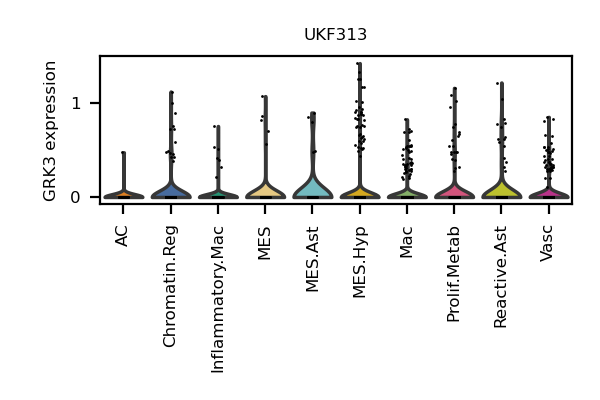 UKF313
GRK3 expression
1
0
AC
Chromatin.Reg
Inflammatory.Mac
MES
MES.Ast
MES.Hyp
Mac
Prolif.Metab
Reactive.Ast
Vasc